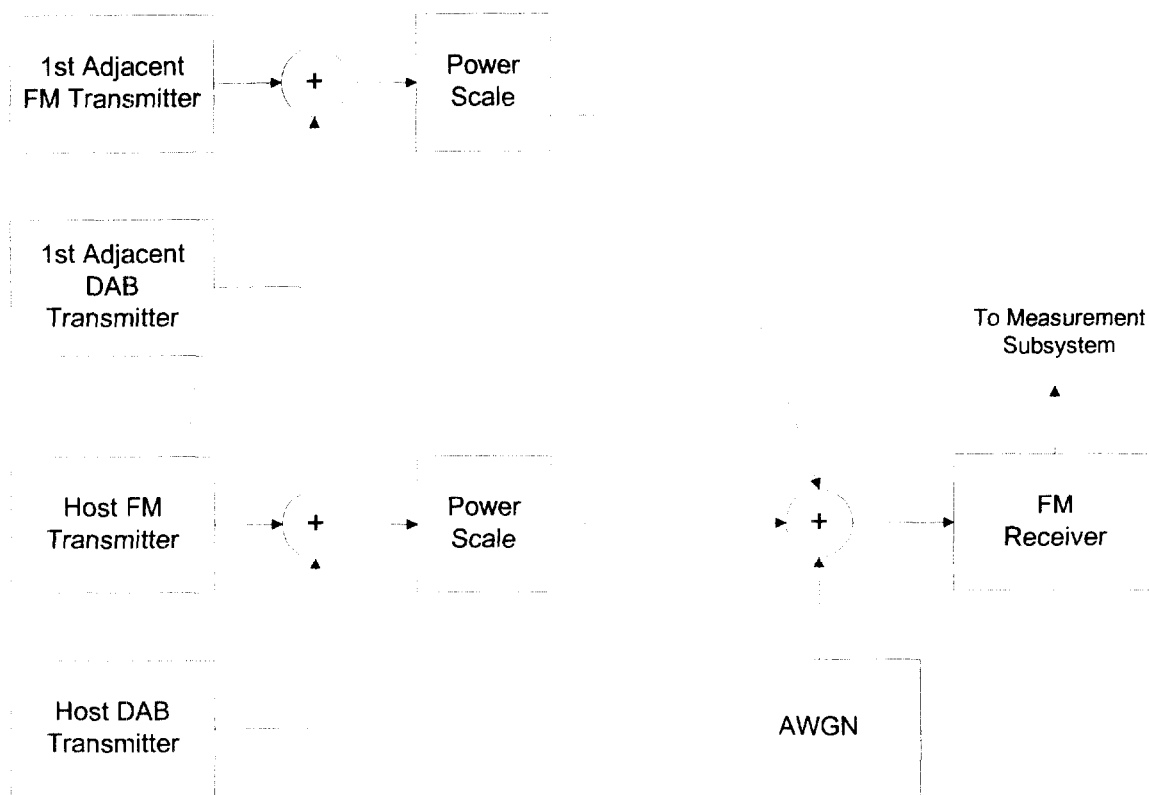 1st Adjacent
FM Transmitter
+
Power
Scale
1st Adjacent
DAB
Transmitter
To Measurement
Subsystem
Host FM
Transmitter
+
Power
Scale
+
FM
Receiver
Host DAB
Transmitter
AWGN